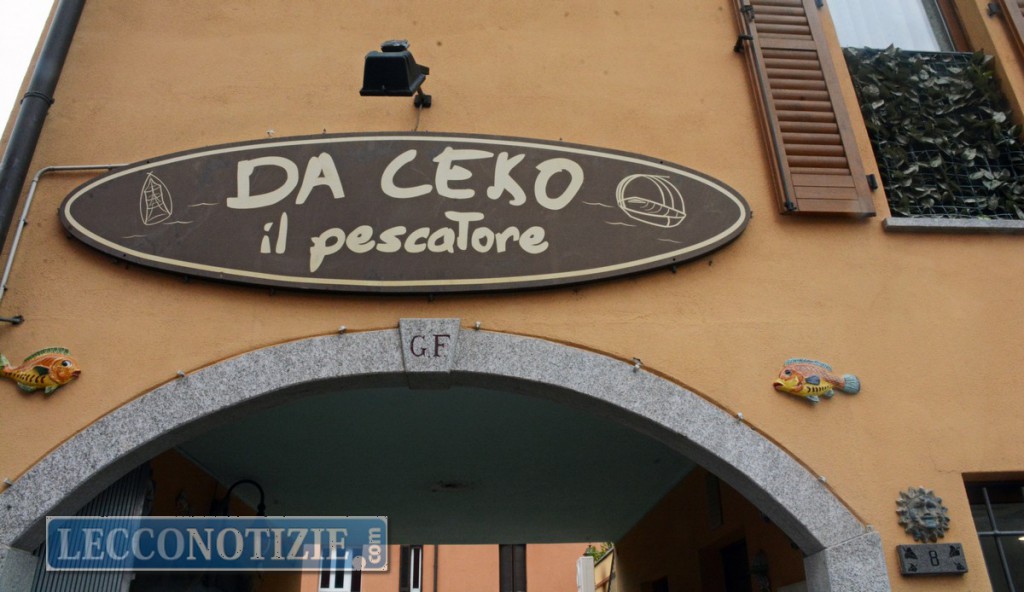 DA CEKO
il pescaTore
G.F.
8
LECCONOTIZIE.com